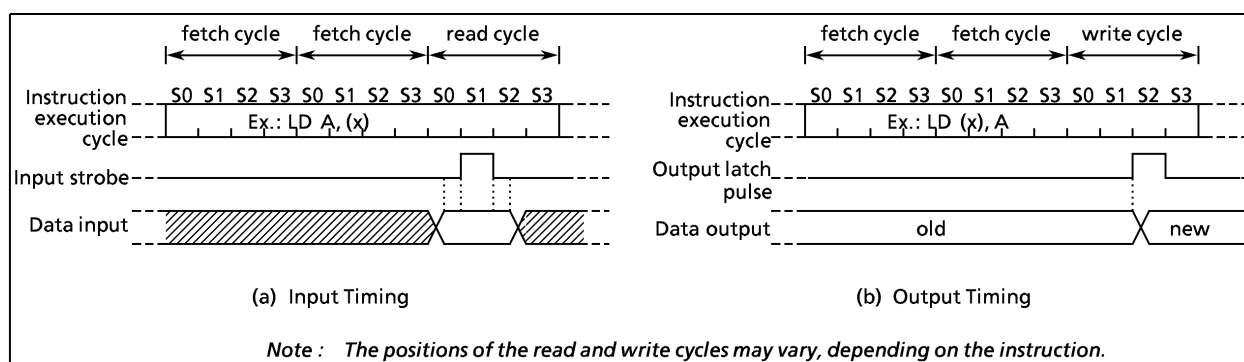 fetch cycle fetch cycle read cycle
Instruction execution cycle
S0 S1 S2 S3 S0 S1 S2 S3 S0 S1 S2 S3
Ex.: LD A, (x)
Input strobe
Data input
(a) Input Timing
fetch cycle fetch cycle write cycle
Instruction execution cycle
S0 S1 S2 S3 S0 S1 S2 S3 S0 S1 S2 S3
Ex.: LD (x), A
Output latch pulse
Data output
old new
(b) Output Timing
Note : The positions of the read and write cycles may vary, depending on the instruction.